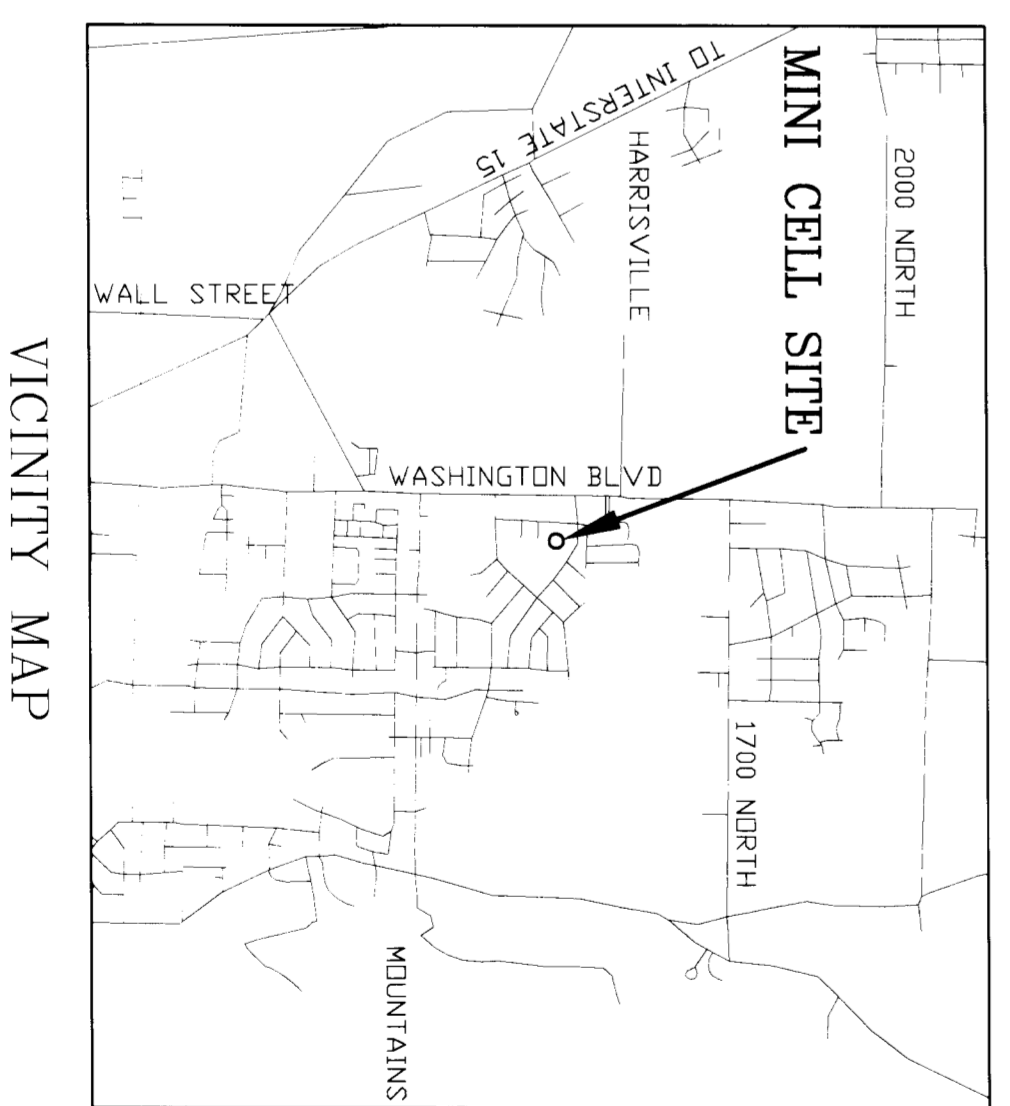 MINI CELL SITE
2000 NORTH
TO INTERSTATE 15
HARRISVILLE
WALL STREET
WASHINGTON BLVD
1700 NORTH
MOUNTAINS
VICINITY MAP